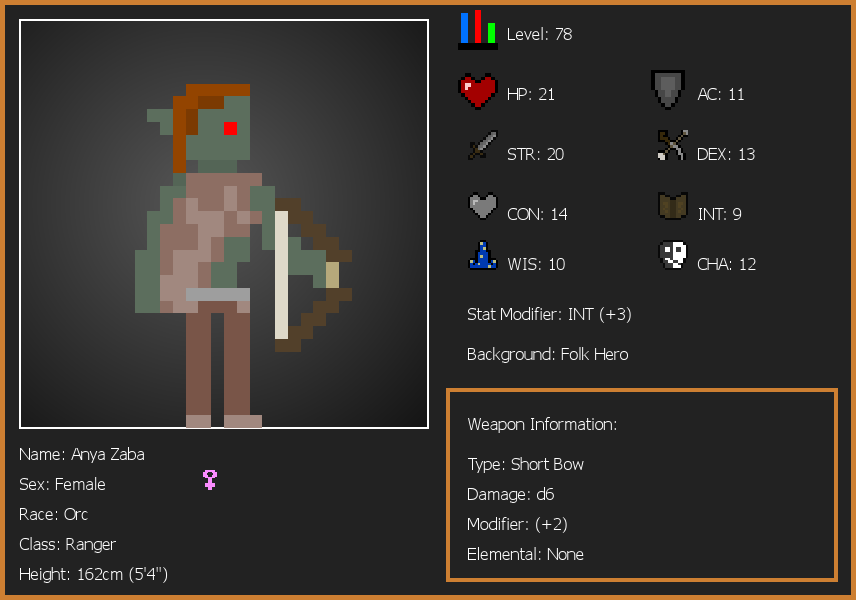 Level: 78
HP: 21
AC: 11
STR: 20
DEX: 13
CON: 14
INT: 9
WIS: 10
CHA: 12
Stat Modifier: INT (+3)
Background: Folk Hero
Weapon Information:
Type: Short Bow
Damage: d6
Modifier: (+2)
Elemental: None
Name: Anya Zaba
Sex: Female
Race: Orc
Class: Ranger
Height: 162cm (5'4")